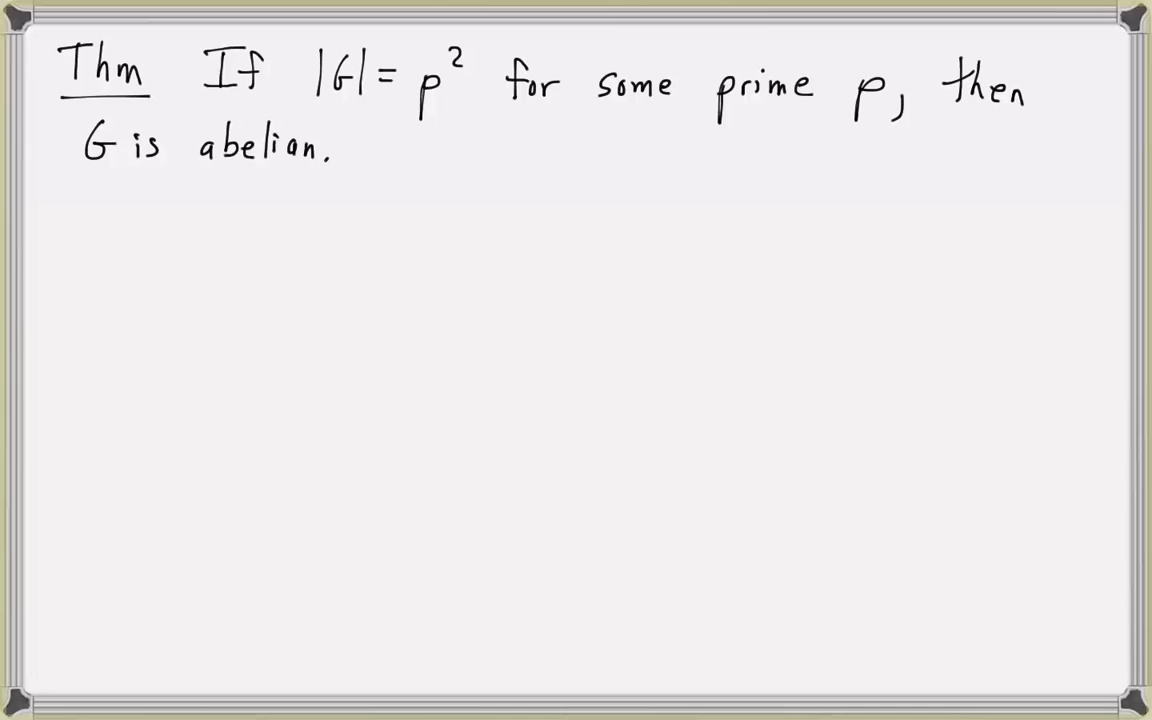 Thm If |G| = p² for some prime p, then
G is abelian.